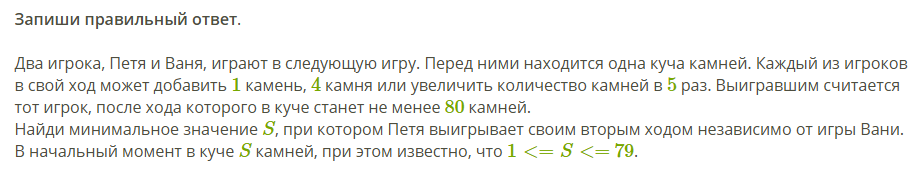 Запиши правильный ответ.
Два игрока, Петя и Ваня, играют в следующую игру. Перед ними находится одна куча камней. Каждый из игроков
в свой ход может добавить 1 камень, 4 камня или увеличить количество камней в 5 раз. Выигравшим считается
тот игрок, после хода которого в куче станет не менее 80 камней.
Найди минимальное значение S, при котором Петя выигрывает своим вторым ходом независимо от игры Вани.
В начальный момент в куче S камней, при этом известно, что 1 <= S <= 79.